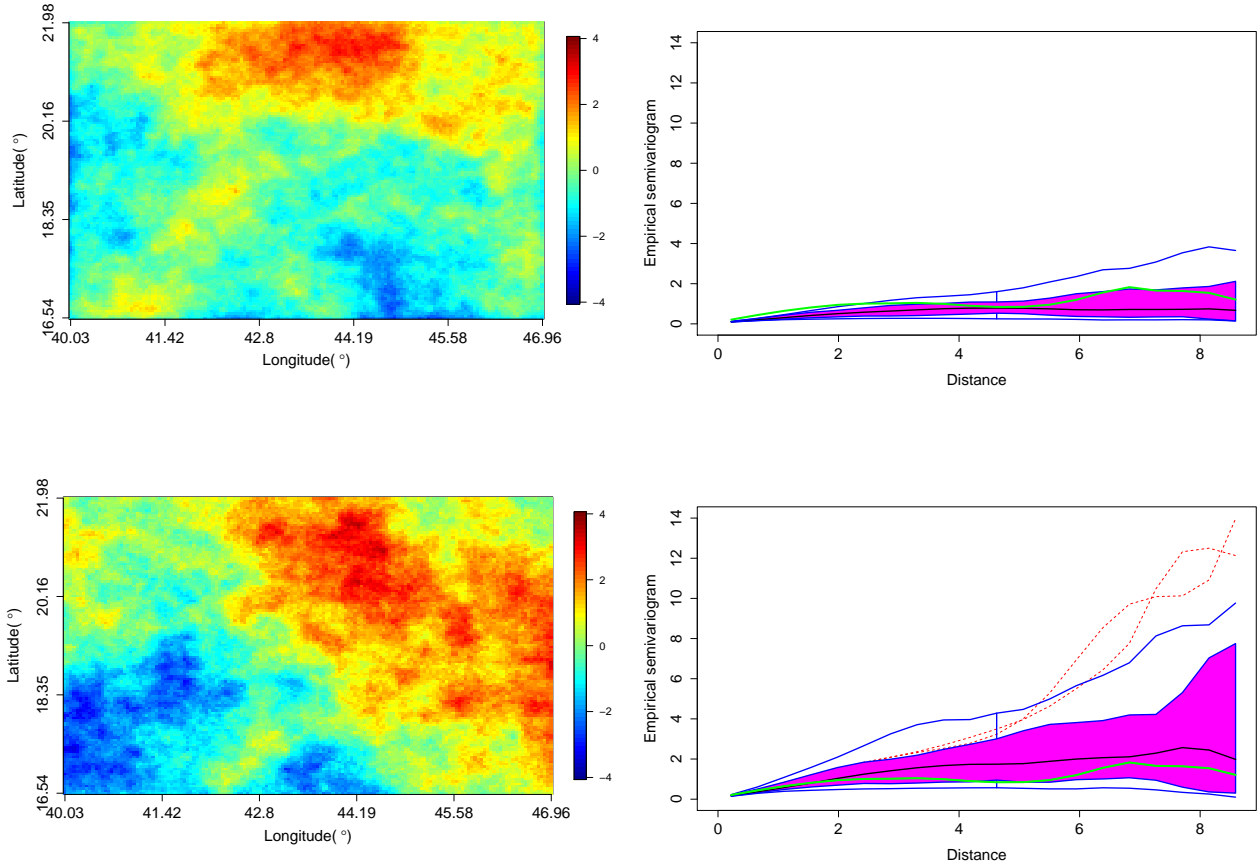 21.98
20.16
18.35
16.54
Latitude( °)
40.03 41.42 42.8 44.19 45.58 46.96
Longitude( °)
4
2
0
−2
−4
14
12
10
8
6
4
2
0
Empirical semivariogram
0 2 4 6 8
Distance
21.98
20.16
18.35
16.54
Latitude( °)
40.03 41.42 42.8 44.19 45.58 46.96
Longitude( °)
4
2
0
−2
−4
14
12
10
8
6
4
2
0
Empirical semivariogram
0 2 4 6 8
Distance